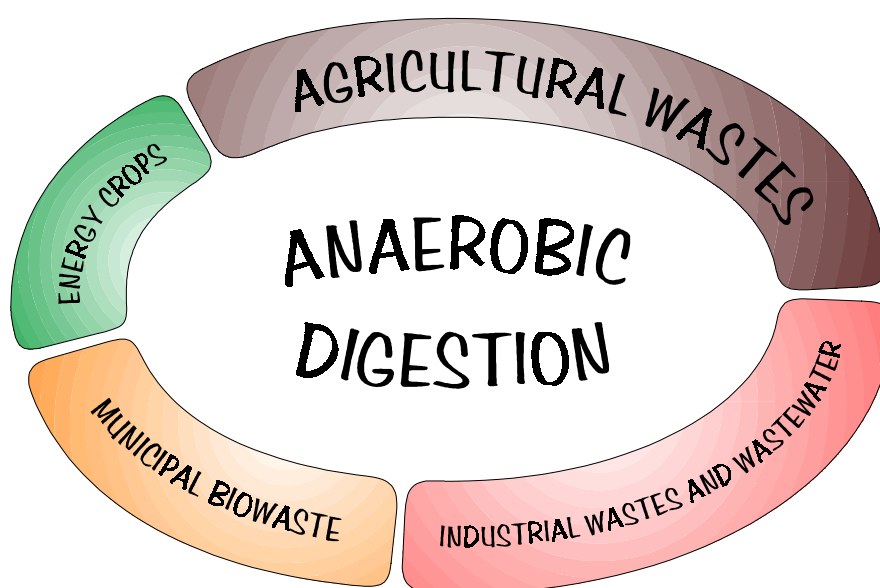 AGRICULTURAL WASTES
ENERGY CROPS
ANAEROBIC
DIGESTION
MUNICIPAL BIOWASTE
INDUSTRIAL WASTES AND WASTEWATER